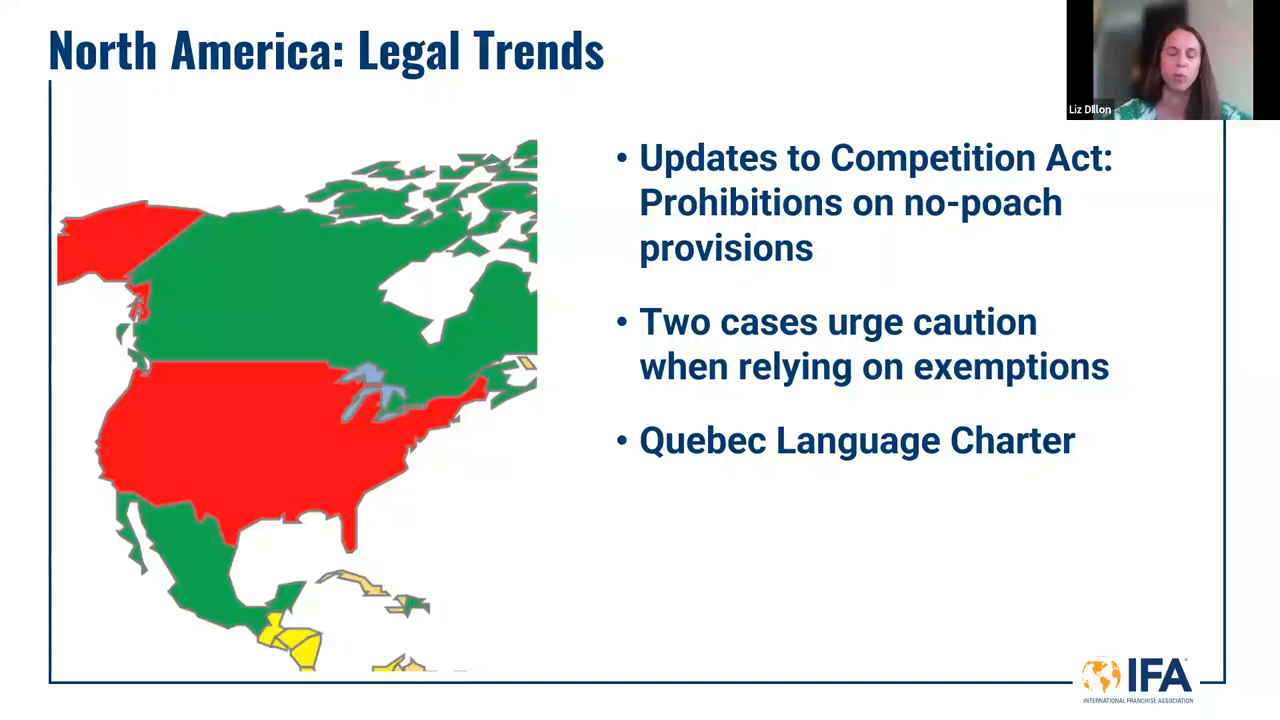 North America: Legal Trends
Liz Dillon
• Updates to Competition Act:
Prohibitions on no-poach
provisions
• Two cases urge caution
when relying on exemptions
• Quebec Language Charter
IFA
INTERNATIONAL FRANCHISE ASSOCIATION